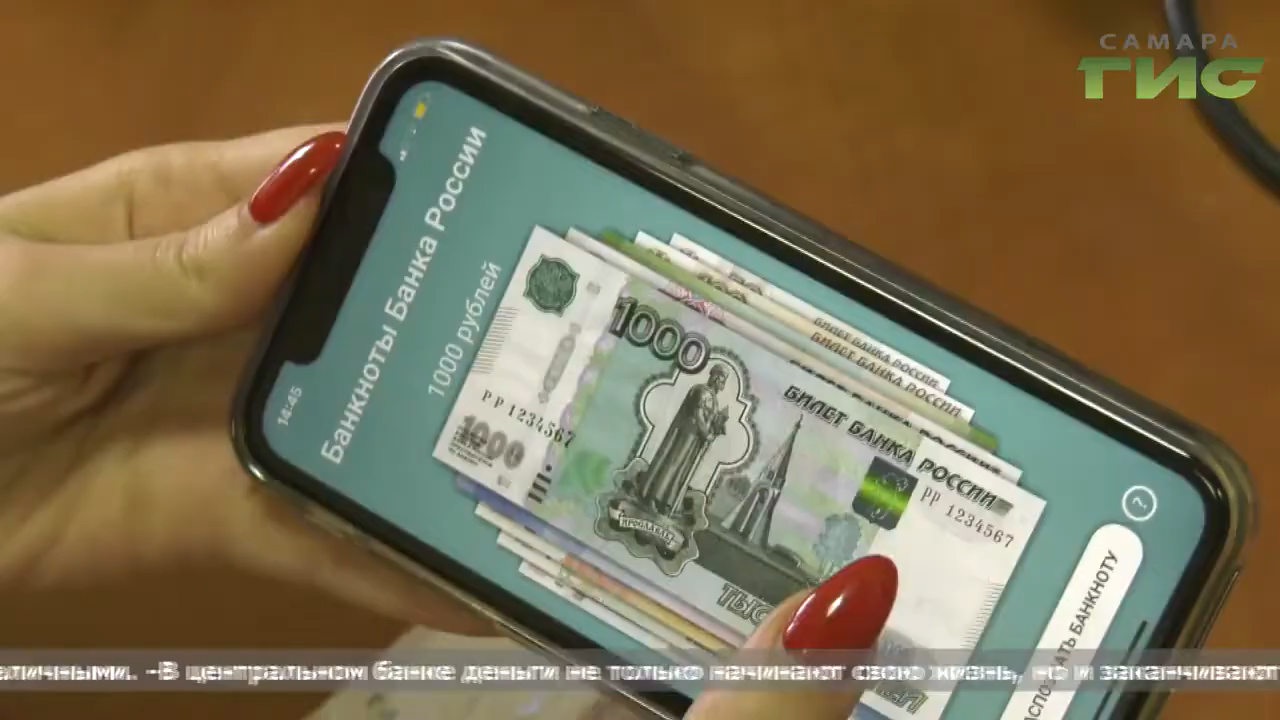 САМАРА
ГИС
14:45
Банкноты Банка России
1000 рублей
БИЛЕТ БАНКА РОССИИ
БИЛЕТ БАНКА РОССИИ
1000
БИЛЕТ БАНКА РОССИИ
РР 1234567
1000
РР 1234567
ЯРОСЛАВЛЬ
?
БАНКНОТУ
-В центральном банке деньги не только начинают свою жизнь, но и заканчивают